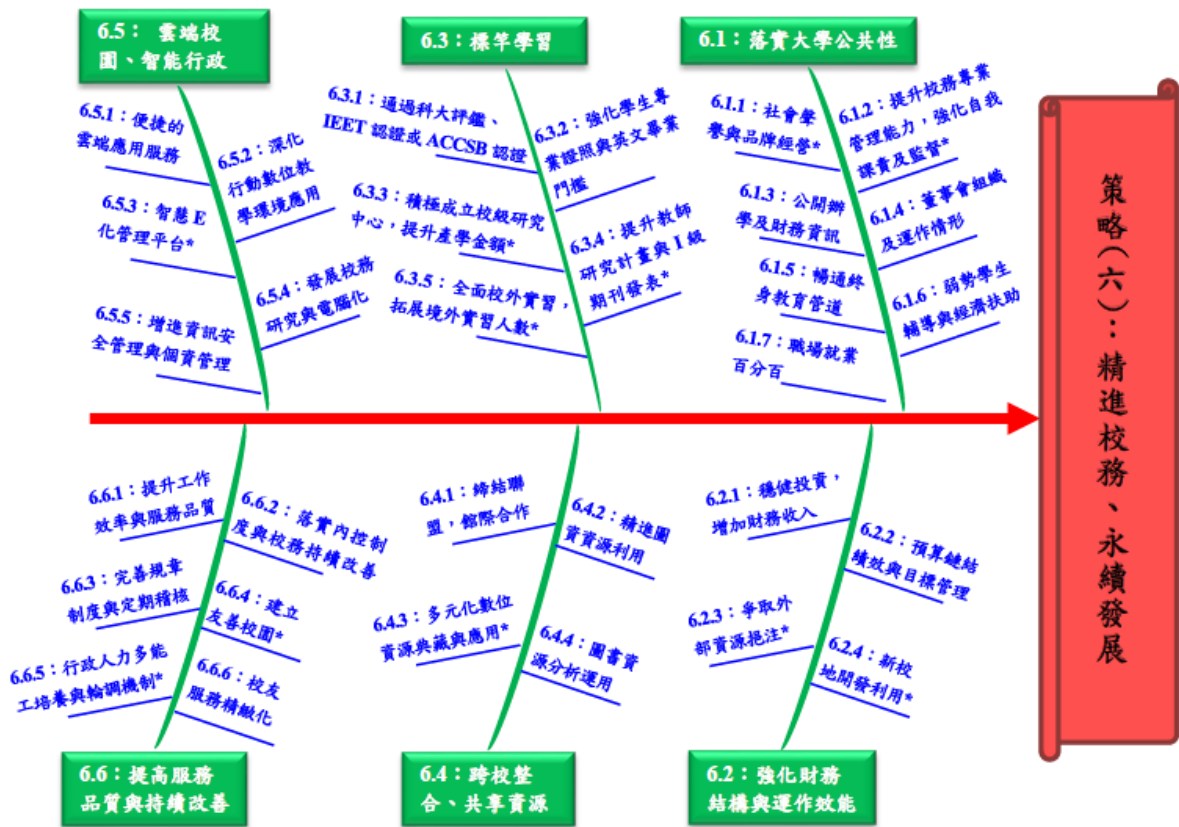 6.5：雲端校
園、智能行政
6.5.1：便捷的
雲端應用服務
6.5.2：深化
行動數位教
學環境應用
6.5.3：智慧 E
化管理平台*
6.5.4：發展校務
研究與電腦化
6.5.5：增進資訊安
全管理與個資管理
6.3：標竿學習
6.3.1：通過科大評鑑、
IEET 認證或 ACCSB 認證
6.3.2：強化學生專
業證照與英文畢業
門檻
6.3.3：積極成立校級研究
中心，提升產學金額*
6.3.4：提升教師
研究計畫與 I 級
期刊發表*
6.3.5：全面校外實習，
拓展境外實習人數*
6.1：落實大學公共性
6.1.1：社會聲
譽與品牌經營*
6.1.2：提升校務專業
管理能力，強化自我
課責及監督*
6.1.3：公開辦
學及財務資訊
6.1.4：董事會組織
及運作情形
6.1.5：暢通終
身教育管道
6.1.6：弱勢學生
輔導與經濟扶助
6.1.7：職場就業
百分百
策略(六)：精進校務、永續發展
6.6.1：提升工作
效率與服務品質
6.6.2：落實內控制
度與校務持續改善
6.6.3：完善規章
制度與定期稽核
6.6.4：建立
友善校園*
6.6.5：行政人力多能
工培養與輪調機制*
6.6.6：校友
服務精緻化
6.6：提高服務
品質與持續改善
6.4.1：締結聯
盟，館際合作
6.4.2：精進圖
資資源利用
6.4.3：多元化數位
資源典藏與應用*
6.4.4：圖書資
源分析運用
6.4：跨校整
合、共享資源
6.2.1：穩健投資，
增加財務收入
6.2.2：預算鏈結
績效與目標管理
6.2.3：爭取外
部資源挹注*
6.2.4：新校
地開發利用*
6.2：強化財務
結構與運作效能